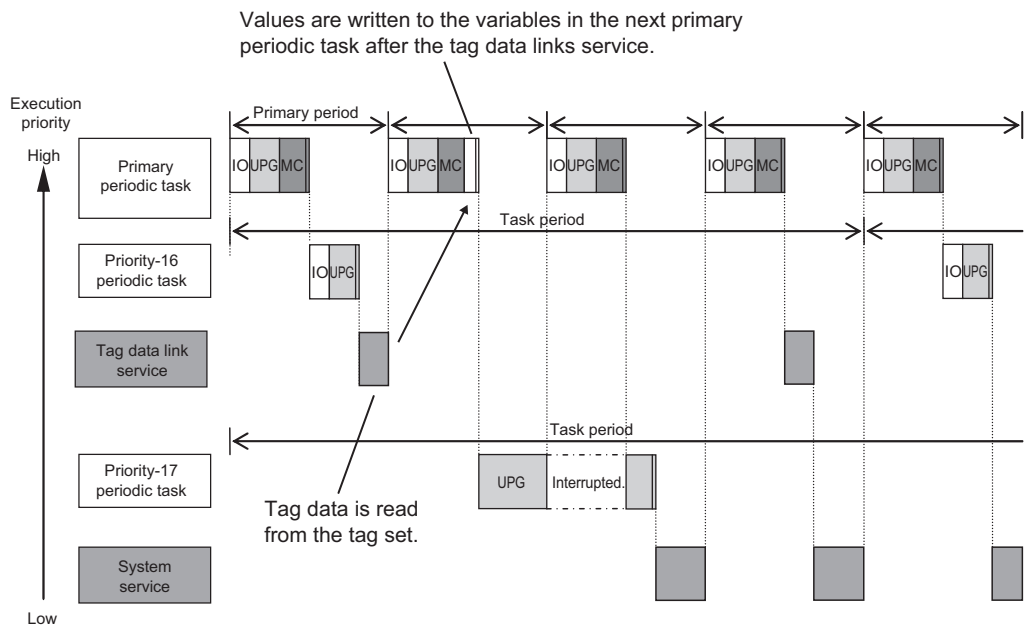 Values are written to the variables in the next primary
periodic task after the tag data links service.
Execution
priority
High
Primary period
Primary
periodic task
IO UPG MC
IO UPG MC
IO UPG MC
IO UPG MC
IO UPG MC
Task period
Priority-16
periodic task
IO UPG
IO UPG
Tag data link
service
Task period
Priority-17
periodic task
UPG
Interrupted.
Tag data is read
from the tag set.
System
service
Low